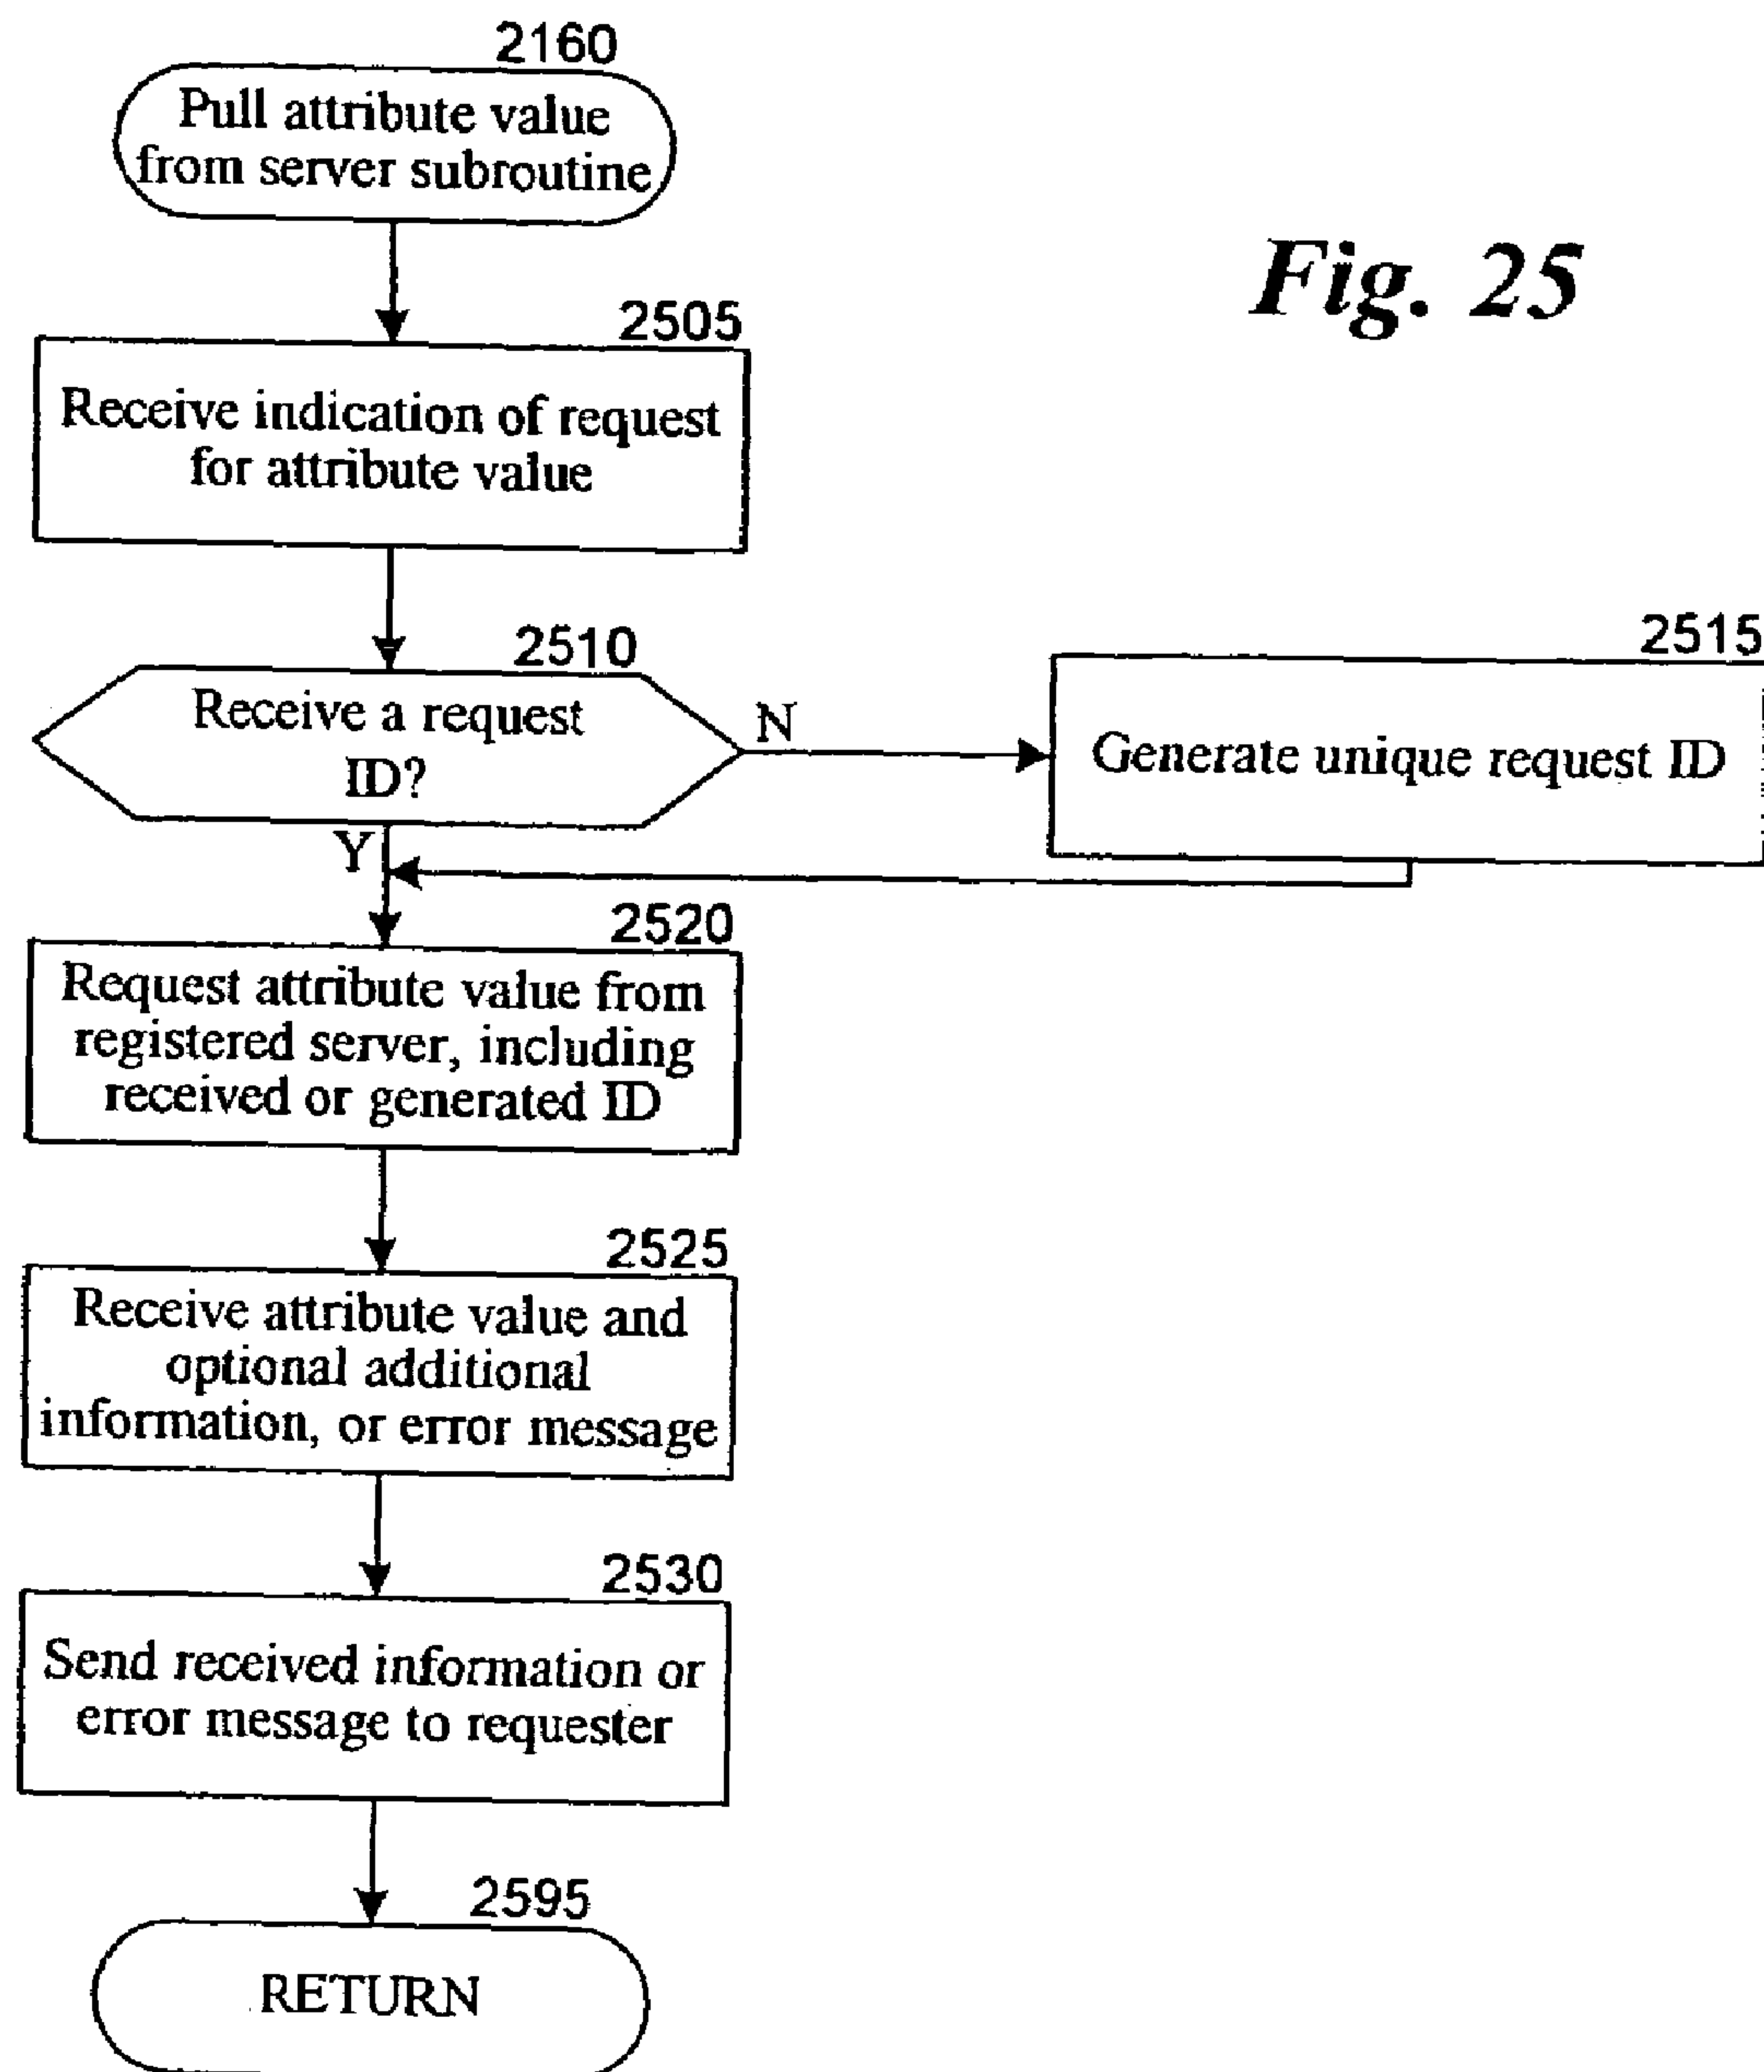 2160
Pull attribute value
from server subroutine
Fig. 25
2505
Receive indication of request
for attribute value
2510
Receive a request
ID?
N
2515
Generate unique request ID
Y
2520
Request attribute value from
registered server, including
received or generated ID
2525
Receive attribute value and
optional additional
information, or error message
2530
Send received information or
error message to requester
2595
RETURN